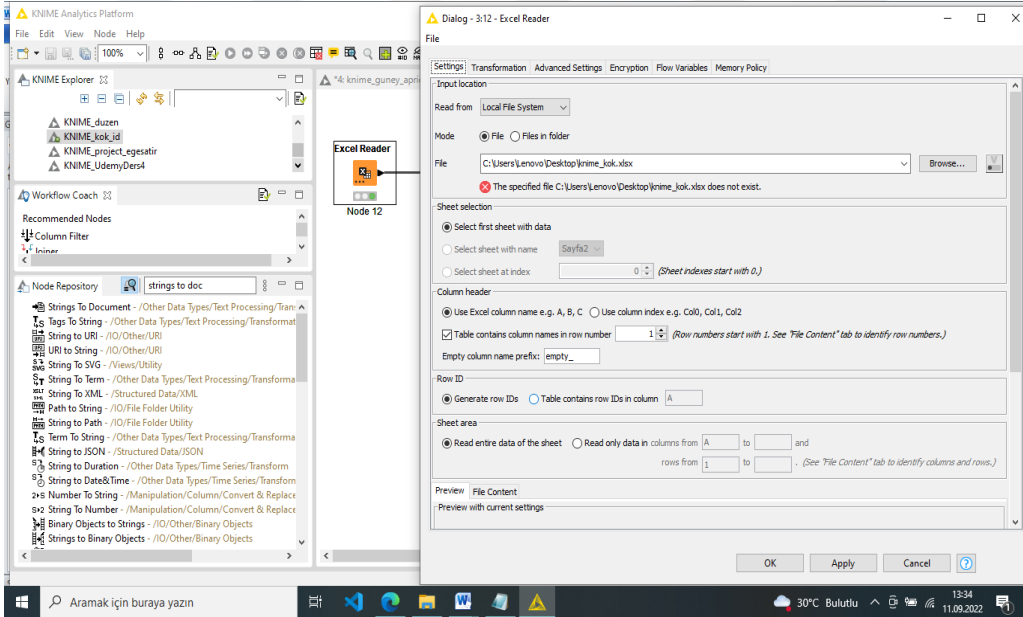 KNIME Analytics Platform
File Edit View Node Help
100%
KNIME Explorer
KNIME_duzen
KNIME_kok_id
KNIME_project_egesatir
KNIME_UdemyDers4
Workflow Coach
Recommended Nodes
Column Filter
Joiner
Node Repository
strings to doc
Strings To Document - /Other Data Types/Text Processing/Tran
Tags To String - /Other Data Types/Text Processing/Transformat
String to URI - /IO/Other/URI
URI to String - /IO/Other/URI
String To SVG - /Views/Utility
String To Term - /Other Data Types/Text Processing/Transforma
String To XML - /Structured Data/XML
Path to String - /IO/File Folder Utility
String to Path - /IO/File Folder Utility
Term To String - /Other Data Types/Text Processing/Transforma
String to JSON - /Structured Data/JSON
String to Duration - /Other Data Types/Time Series/Transform
String to Date&Time - /Other Data Types/Time Series/Transform
Number To String - /Manipulation/Column/Convert & Replace
String To Number - /Manipulation/Column/Convert & Replace
Binary Objects to Strings - /IO/Other/Binary Objects
Strings to Binary Objects - /IO/Other/Binary Objects
*4: knime_guney_apri
Excel Reader
Node 12
Dialog - 3:12 - Excel Reader
File
Settings Transformation Advanced Settings Encryption Flow Variables Memory Policy
Input location
Read from Local File System
Mode File Files in folder
File C:\Users\Lenovo\Desktop\knime_kok.xlsx Browse...
The specified file C:\Users\Lenovo\Desktop\knime_kok.xlsx does not exist.
Sheet selection
Select first sheet with data
Select sheet with name Sayfa2
Select sheet at index 0 (Sheet indexes start with 0.)
Column header
Use Excel column name e.g. A, B, C Use column index e.g. Col0, Col1, Col2
Table contains column names in row number 1 (Row numbers start with 1. See "File Content" tab to identify row numbers.)
Empty column name prefix: empty_
Row ID
Generate row IDs Table contains row IDs in column A
Sheet area
Read entire data of the sheet Read only data in columns from A to and
rows from 1 to . (See "File Content" tab to identify columns and rows.)
Preview File Content
Preview with current settings
OK Apply Cancel
Aramak için buraya yazın
30°C Bulutlu
13:34
11.09.2022
1